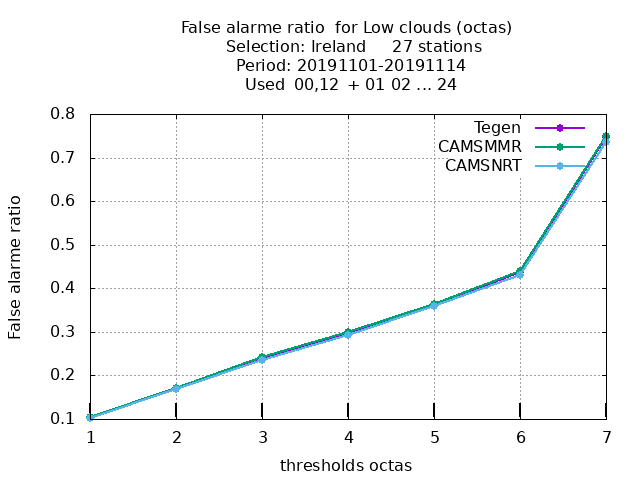 False alarme ratio  for Low clouds (octas)
Selection: Ireland     27 stations
Period: 20191101-20191114
Used  00,12  + 01 02 ... 24
0.8
0.7
0.6
0.5
0.4
0.3
0.2
0.1
False alarme ratio
Tegen
CAMSMMR
CAMSNRT
1 2 3 4 5 6 7
thresholds octas